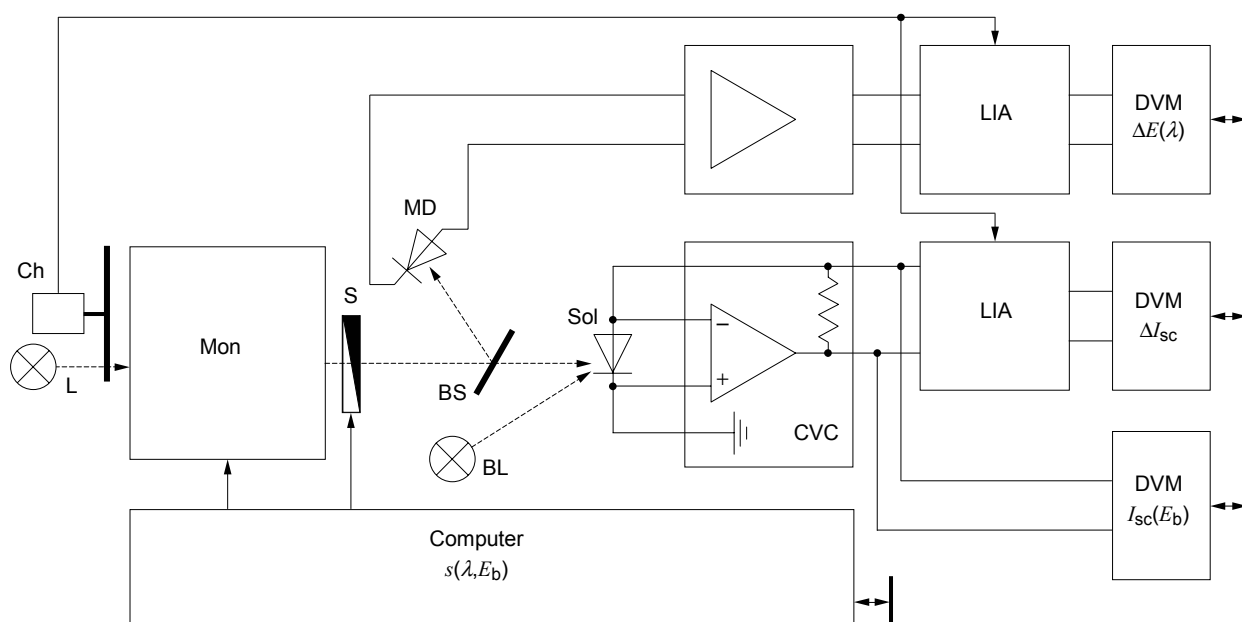 LIA
DVM
ΔE(λ)
MD
Ch
Mon
S
L
BS
Sol
BL
−
+
CVC
LIA
DVM
ΔIsc
DVM
Isc(Eb)
Computer
s(λ,Eb)